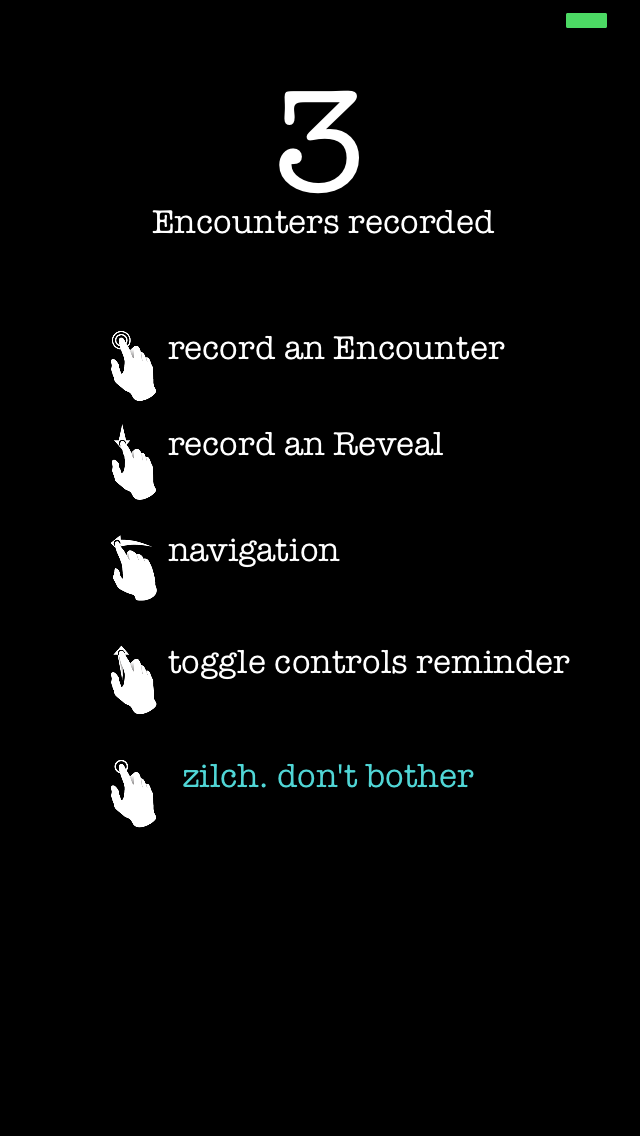 3
Encounters recorded
record an Encounter
record an Reveal
navigation
toggle controls reminder
zilch. don't bother